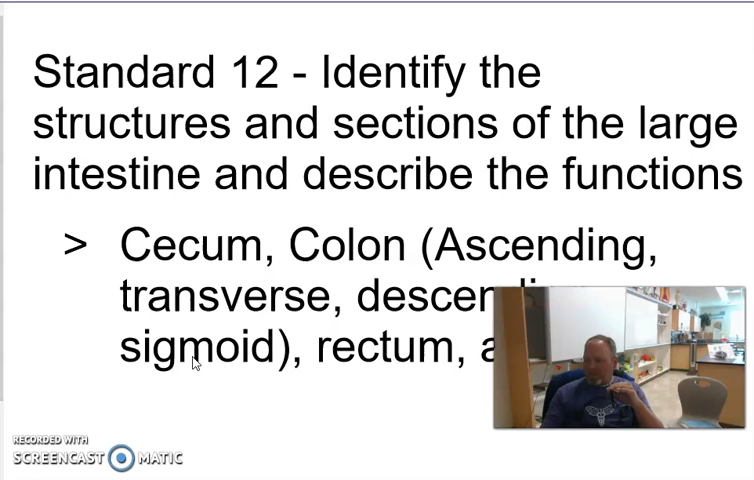 Standard 12 - Identify the
structures and sections of the large
intestine and describe the functions
> Cecum, Colon (Ascending,
transverse,
sigmoid), rectum,
RECORDED WITH
SCREENCAST MATIC